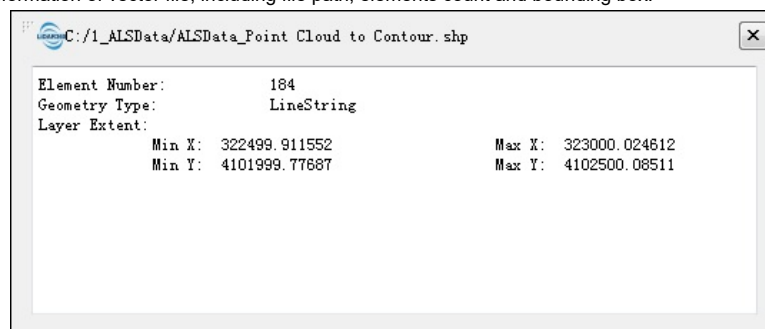 formation of vector file, including file path, elements count and bounding box.
C:/1_ALSData/ALSData_Point Cloud to Contour.shp
Element Number: 184
Geometry Type: LineString
Layer Extent:
Min X: 322499.911552 Max X: 323000.024612
Min Y: 4101999.77687 Max Y: 4102500.08511